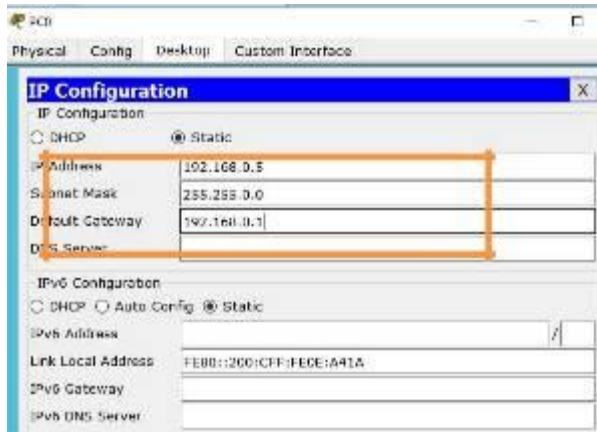 PC0
Physical Config Desktop Custom Interface
IP Configuration X
IP Configuration
DHCP Static
IP Address 192.168.0.5
Subnet Mask 255.255.0.0
Default Gateway 192.168.0.1
DNS Server
IPv6 Configuration
DHCP Auto Config Static
IPv6 Address /
Link Local Address FE80::200:CFF:FE0E:A41A
IPv6 Gateway
IPv6 DNS Server